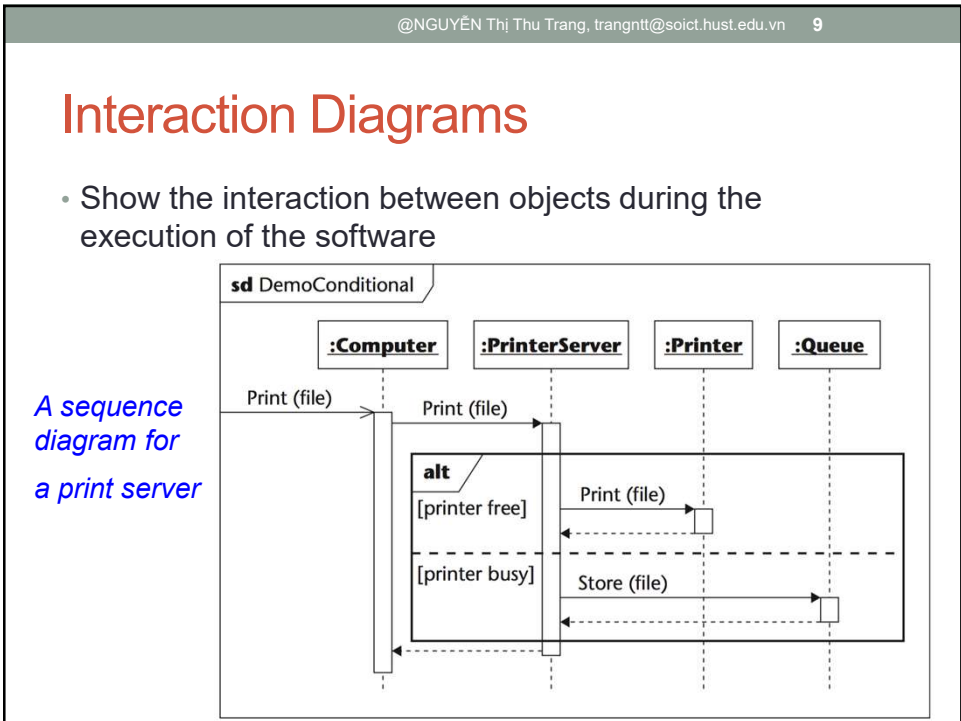 @NGUYỄN Thị Thu Trang, trangntt@soict.hust.edu.vn 9
Interaction Diagrams
• Show the interaction between objects during the
execution of the software
sd DemoConditional
:Computer :PrinterServer :Printer :Queue
A sequence
diagram for
a print server
Print (file)
Print (file)
alt
[printer free]
Print (file)
[printer busy]
Store (file)